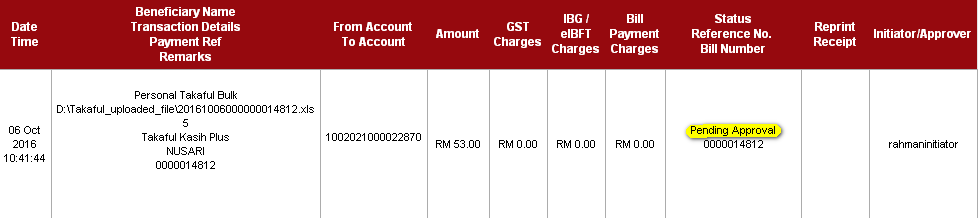 Date
Time
Beneficiary Name
Transaction Details
Payment Ref
Remarks
From Account
To Account
Amount
GST
Charges
IBG /
eIBFT
Charges
Bill
Payment
Charges
Status
Reference No.
Bill Number
Reprint
Receipt
Initiator/Approver
06 Oct
2016
10:41:44
Personal Takaful Bulk
D:\Takaful_uploaded_file\20161006000000014812.xls
5
Takaful Kasih Plus
NUSARI
0000014812
1002021000022870
RM 53.00
RM 0.00
RM 0.00
RM 0.00
Pending Approval
0000014812
rahmaninitiator